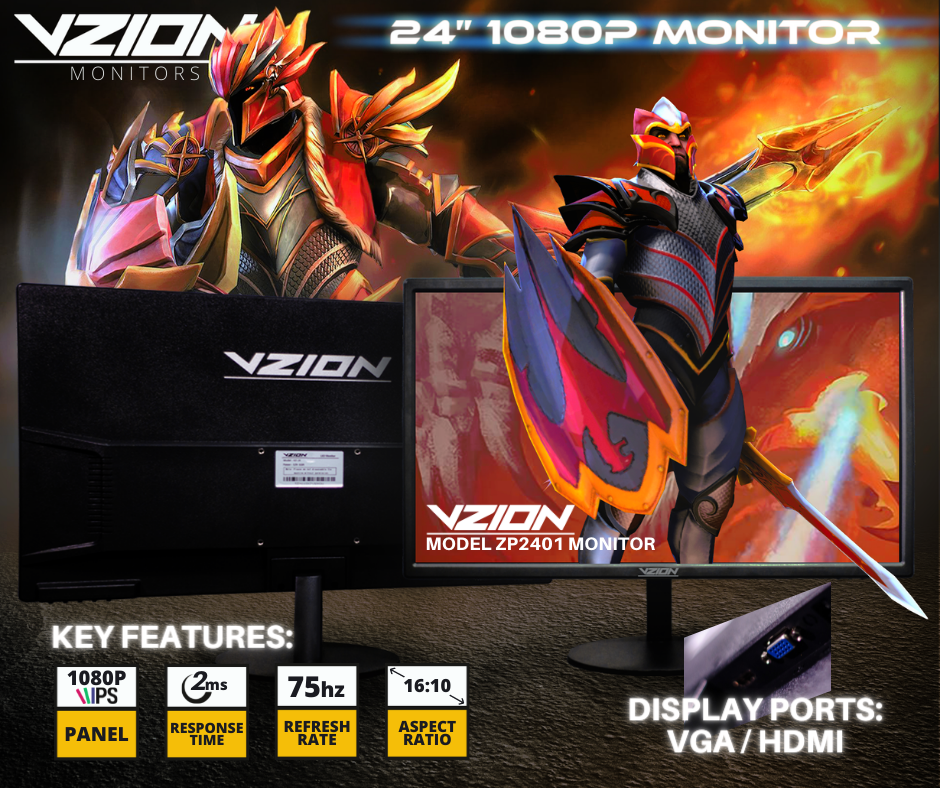 VZION
MONITORS
24" 1080P MONITOR
VZION
VZION
VZION
MODEL ZP2401 MONITOR
VZION
KEY FEATURES:
1080P
IPS
PANEL
2ms
RESPONSE
TIME
75hz
REFRESH
RATE
16:10
ASPECT
RATIO
DISPLAY PORTS:
VGA / HDMI